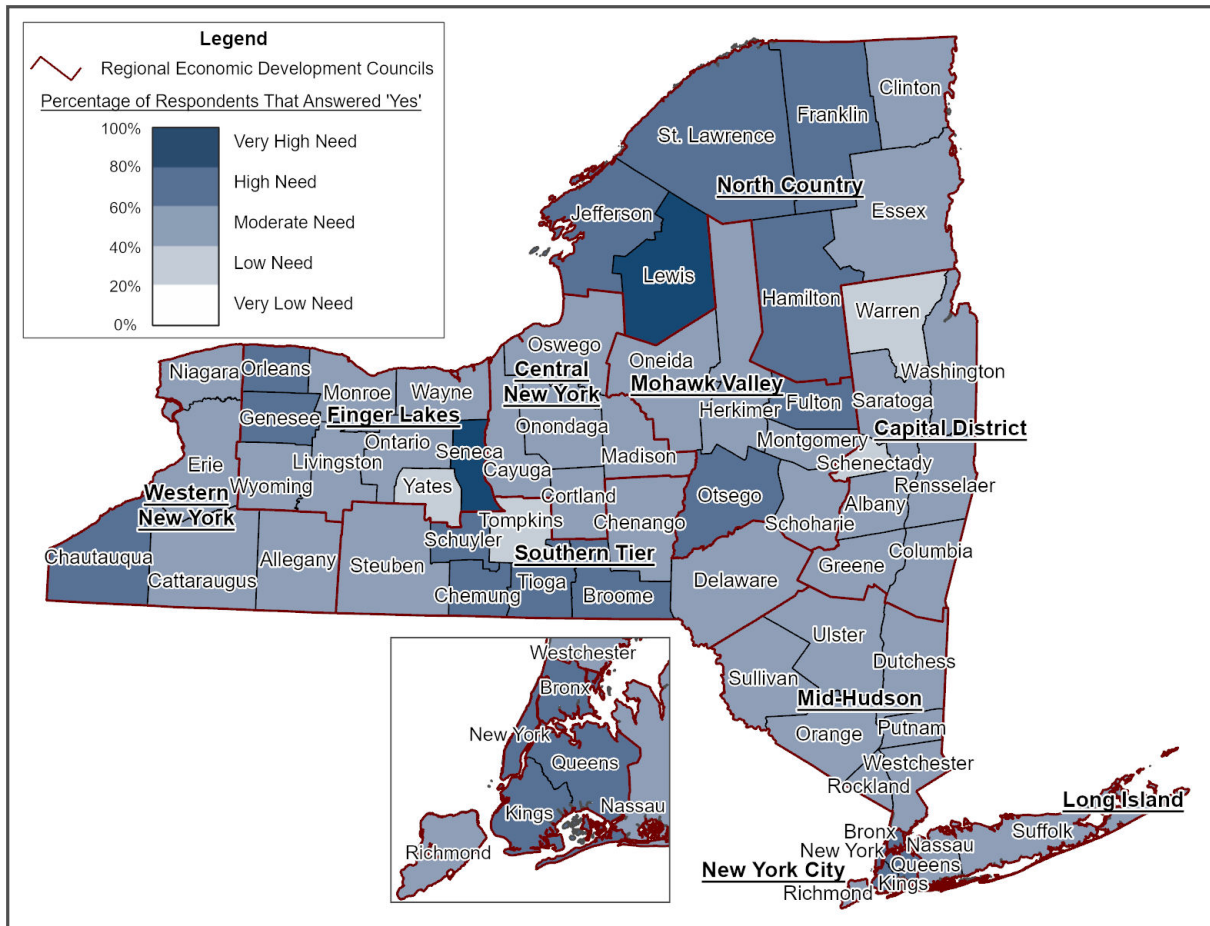 Legend
Regional Economic Development Councils
Percentage of Respondents That Answered 'Yes'
100%
Very High Need
80%
High Need
60%
Moderate Need
40%
Low Need
20%
Very Low Need
0%
Clinton
Franklin
St. Lawrence
North Country
Essex
Jefferson
Lewis
Hamilton
Warren
Oswego
Oneida
Washington
Niagara
Orleans
Monroe
Wayne
Central
New York
Mohawk Valley
Herkimer
Fulton
Saratoga
Genesee
Finger Lakes
Onondaga
Montgomery
Capital District
Ontario
Seneca
Madison
Schenectady
Erie
Livingston
Cayuga
Rensselaer
Wyoming
Yates
Cortland
Otsego
Albany
Western
New York
Tompkins
Chenango
Schoharie
Schuyler
Southern Tier
Columbia
Chautauqua
Cattaraugus
Allegany
Steuben
Chemung
Tioga
Broome
Delaware
Greene
Ulster
Dutchess
Sullivan
Mid-Hudson
Putnam
Orange
Westchester
Rockland
Long Island
Suffolk
Bronx
New York
Nassau
Queens
New York City
Kings
Richmond
Westchester
Bronx
New York
Queens
Kings
Nassau
Richmond